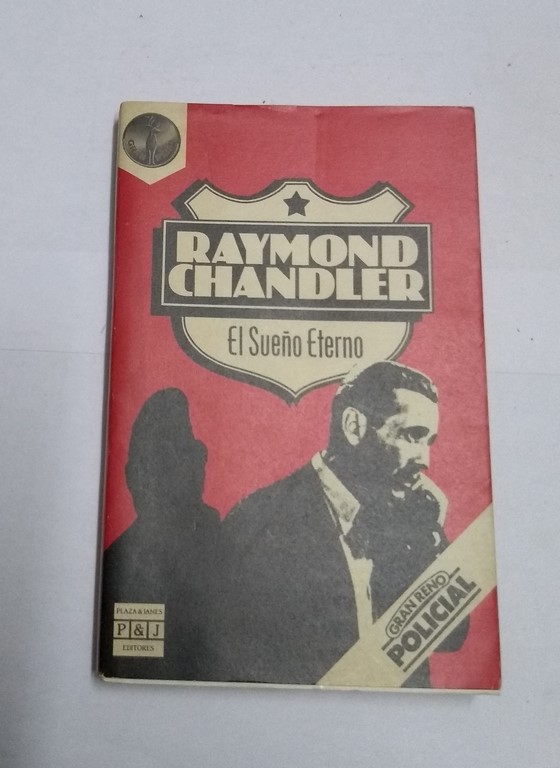 RAYMOND
CHANDLER
El Sueño Eterno
GRAN RENO
POLICIAL
PLAZA & JANES
P & J
EDITORES